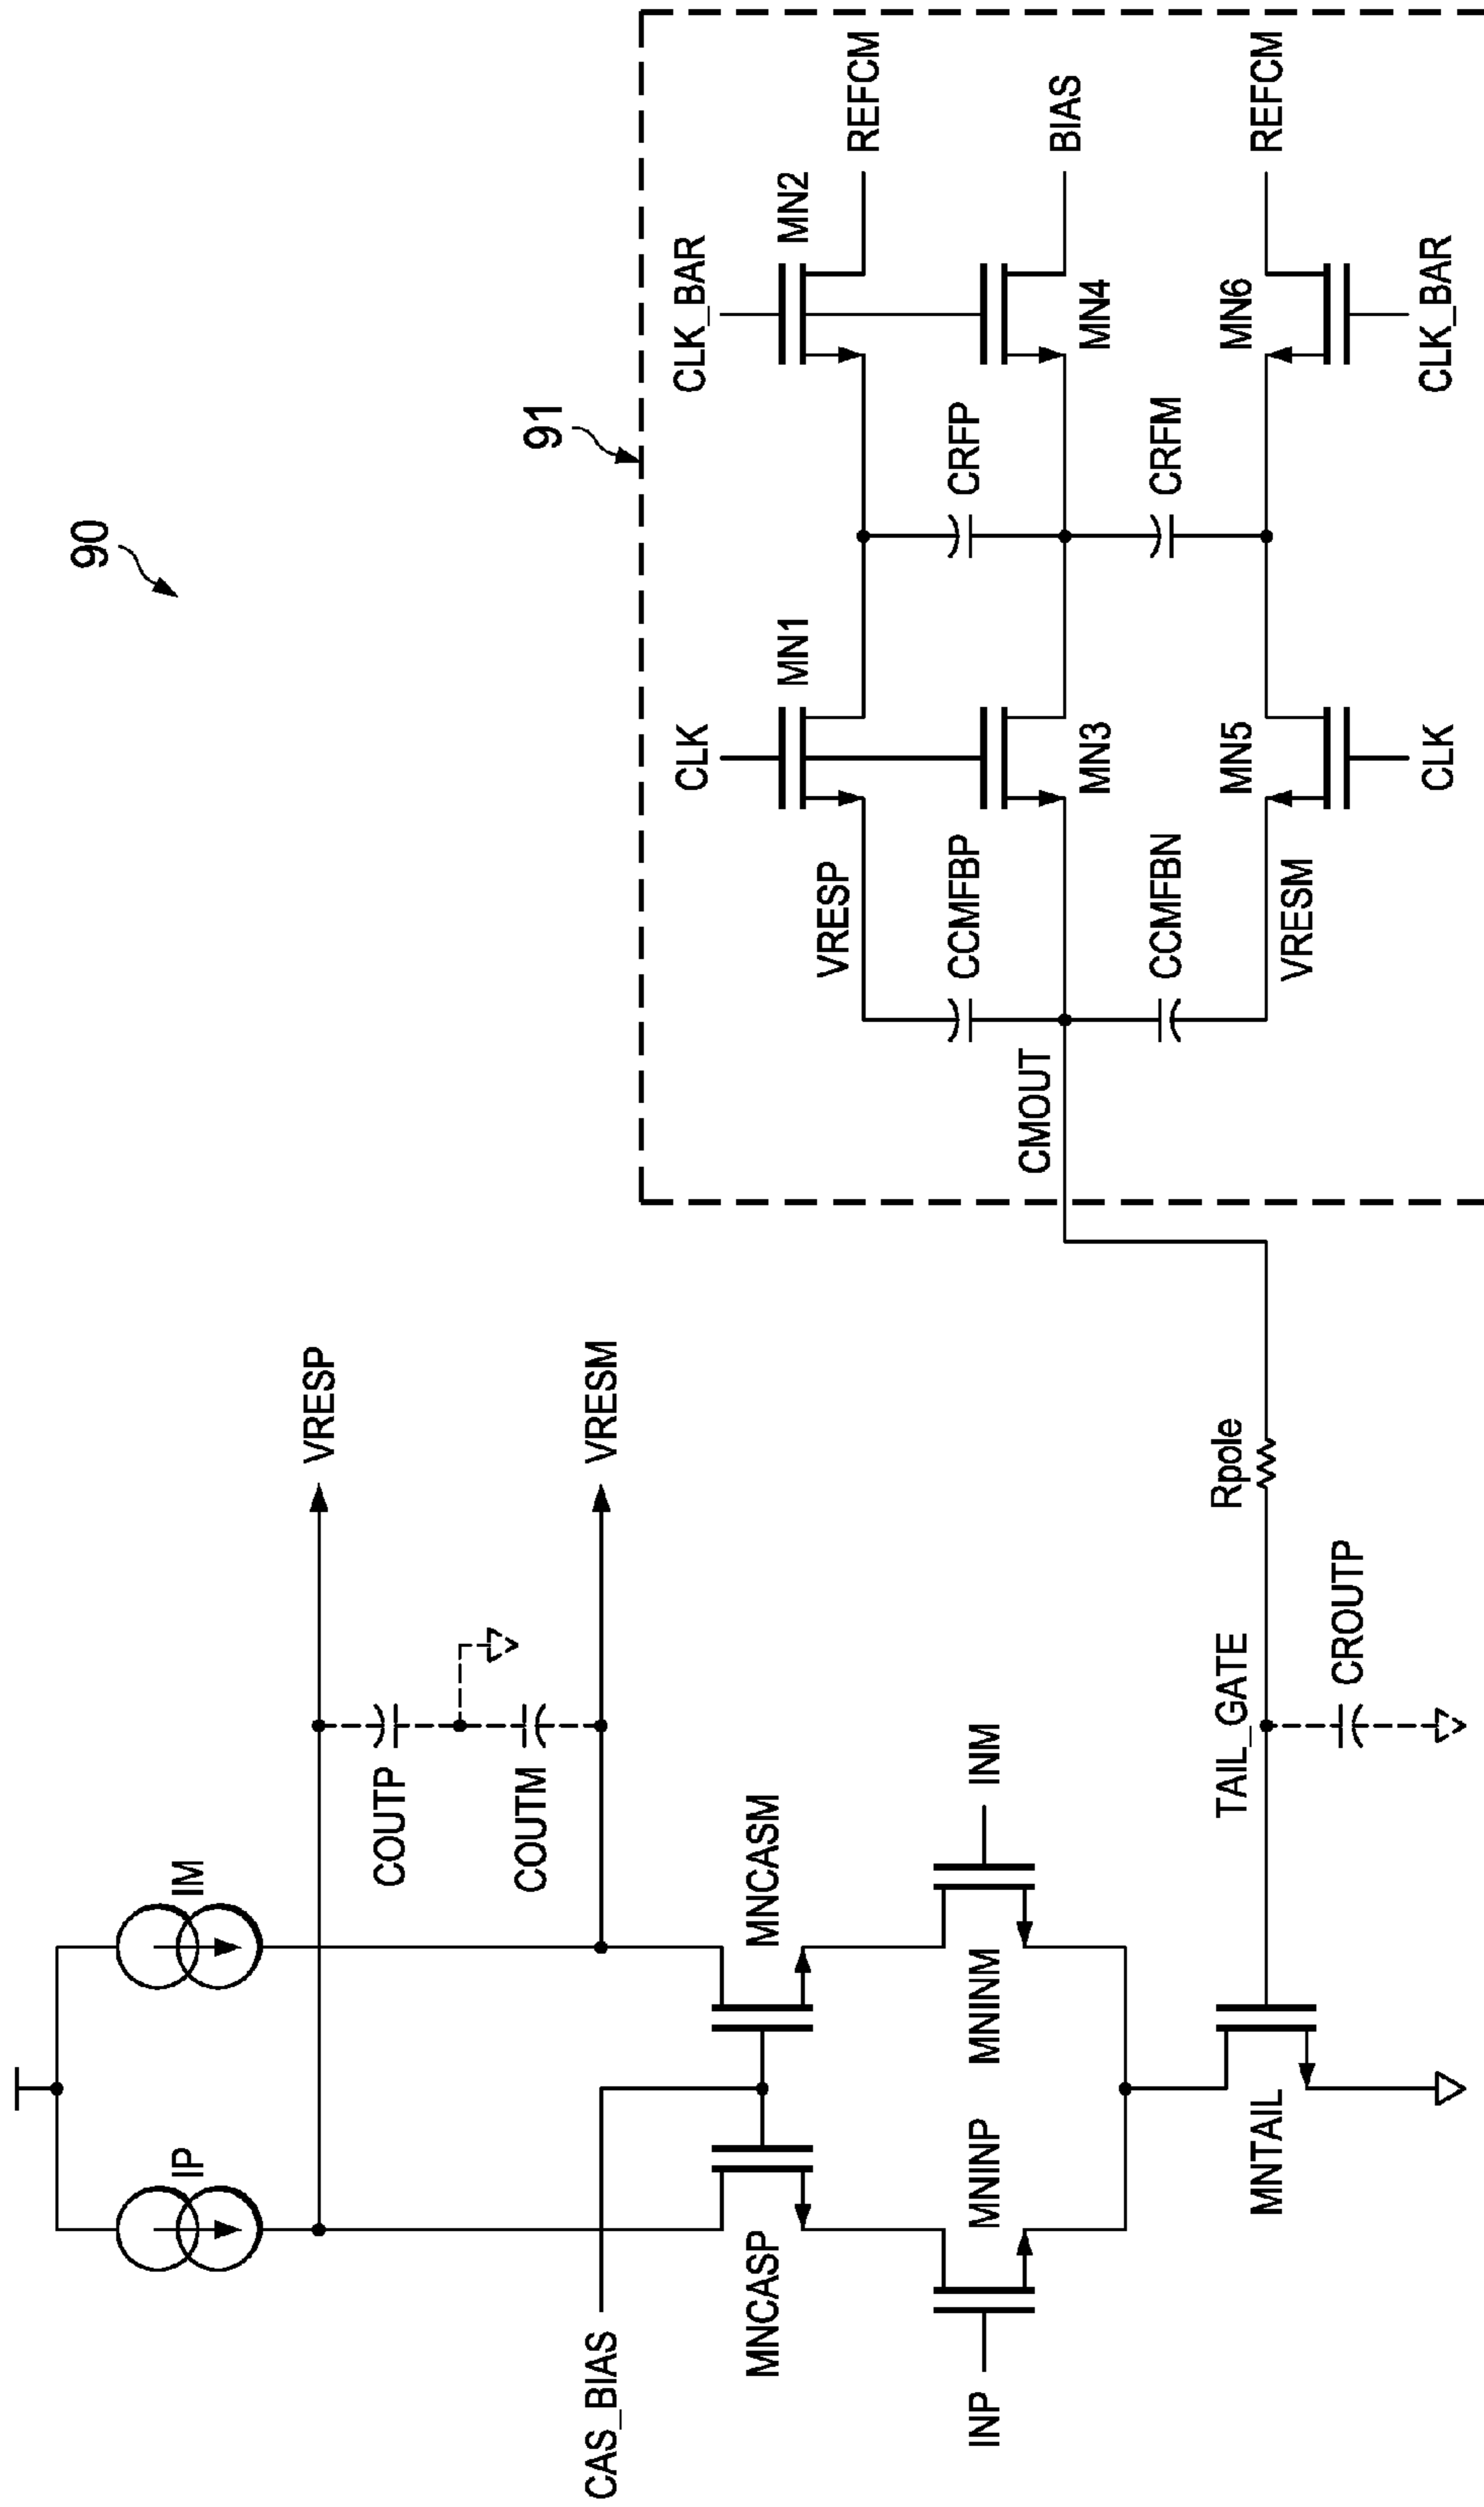 90
91
IP
IM
VRESP
COUTP
COUTM
VRESM
CAS_BIAS
MNCASP
MNCASM
INP
MNINP
MNINM
INM
MNTAIL
TAIL_GATE
CROUTP
Rpole
CMOUT
CLK
CLK_BAR
MN1
MN2
VRESP
REFCM
CCMFBP
CRFP
MN3
MN4
BIAS
CCMFBN
CRFM
VRESM
MN5
MN6
REFCM
CLK
CLK_BAR